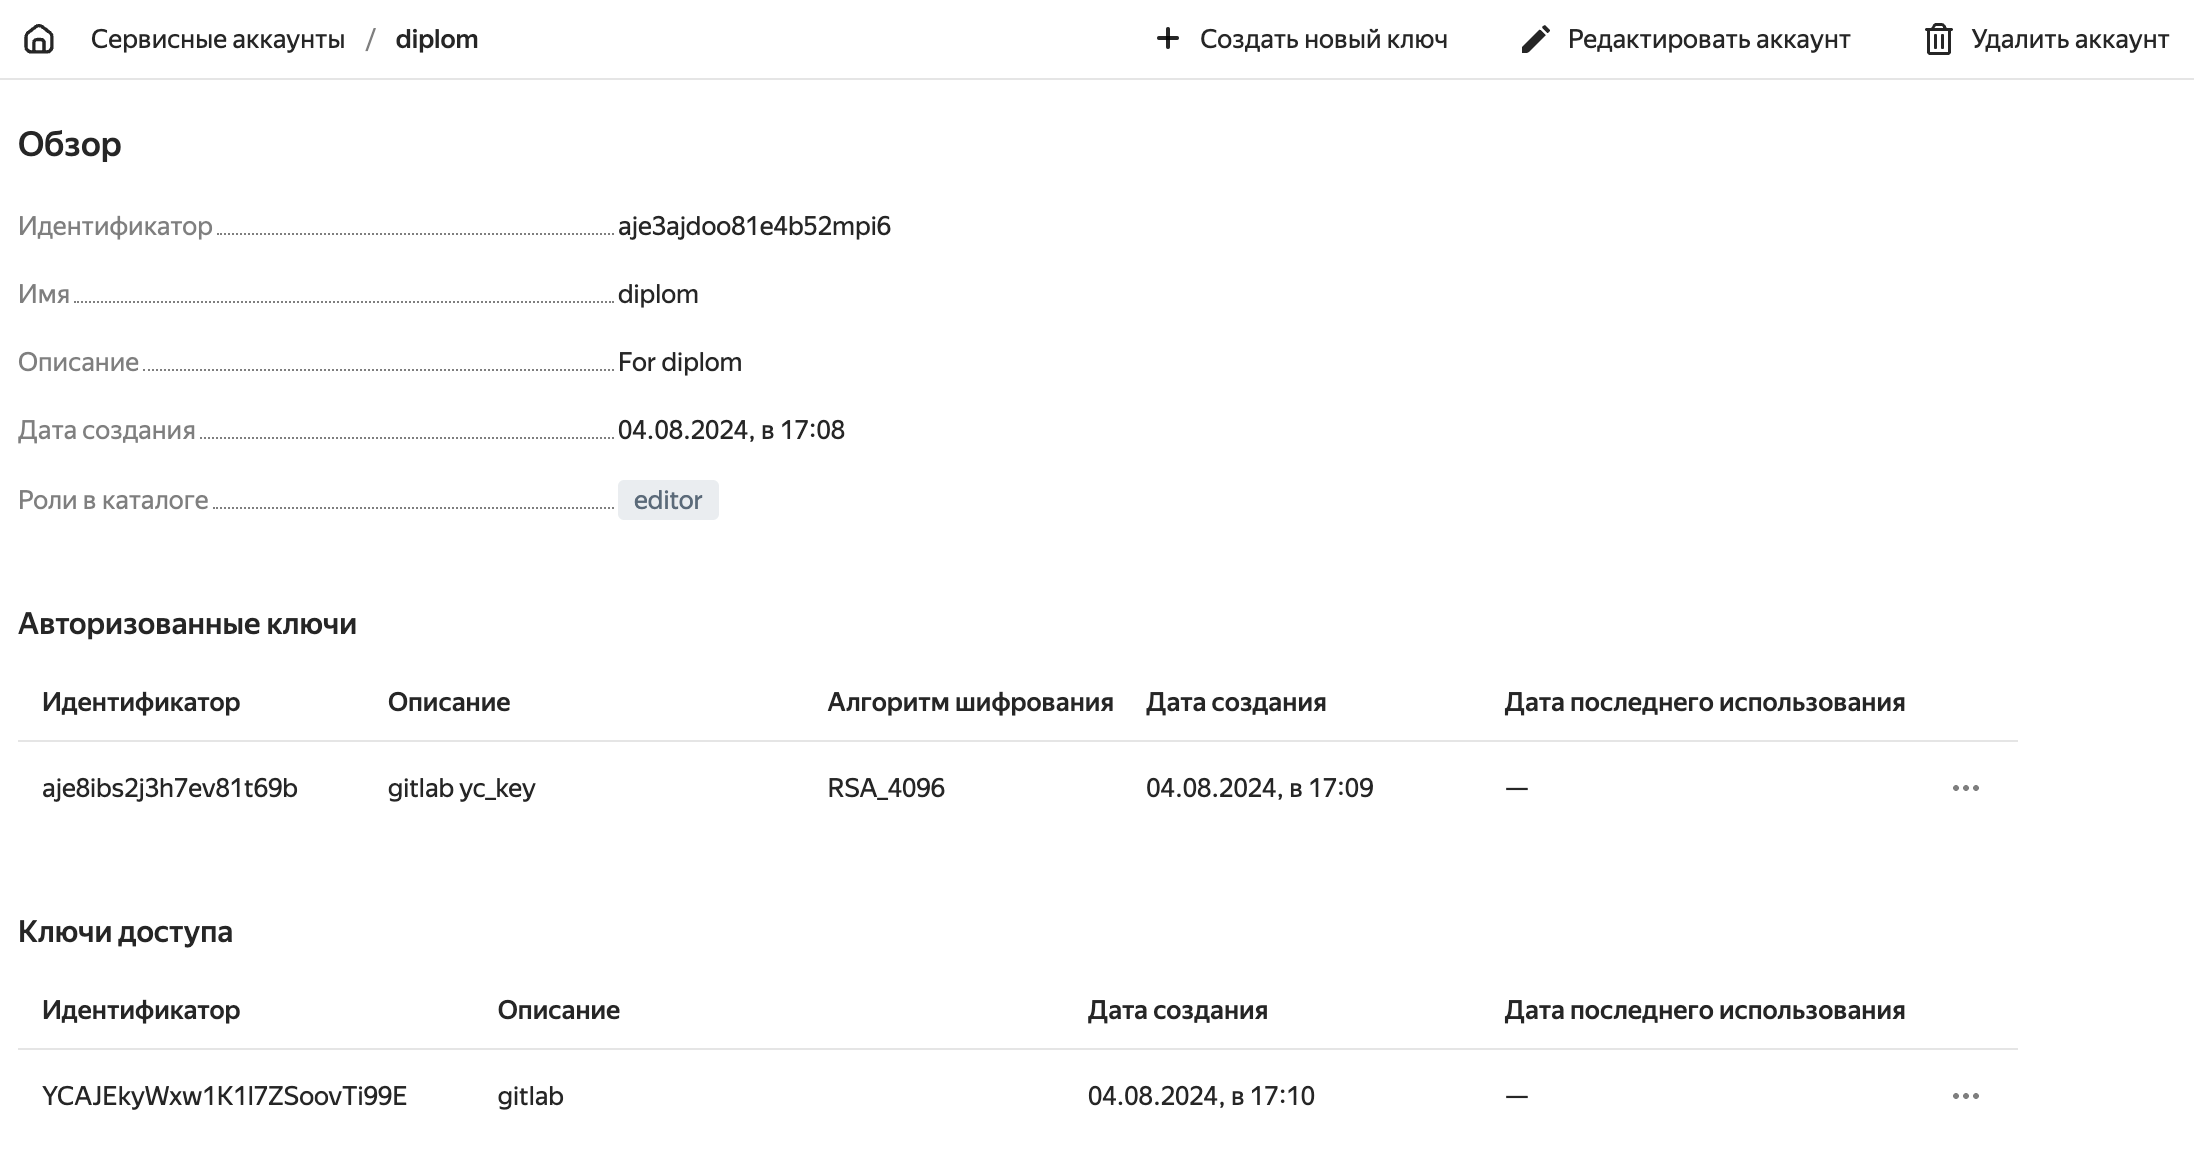 Сервисные аккаунты / diplom
Создать новый ключ
Редактировать аккаунт
Удалить аккаунт
Обзор
Идентификатор aje3ajdoo81e4b52mpi6
Имя diplom
Описание For diplom
Дата создания 04.08.2024, в 17:08
Роли в каталоге editor
Авторизованные ключи
Идентификатор Описание Алгоритм шифрования Дата создания Дата последнего использования
aje8ibs2j3h7ev81t69b gitlab yc_key RSA_4096 04.08.2024, в 17:09 —
Ключи доступа
Идентификатор Описание Дата создания Дата последнего использования
YCAJEkyWxw1K1I7ZSoovTi99E gitlab 04.08.2024, в 17:10 —